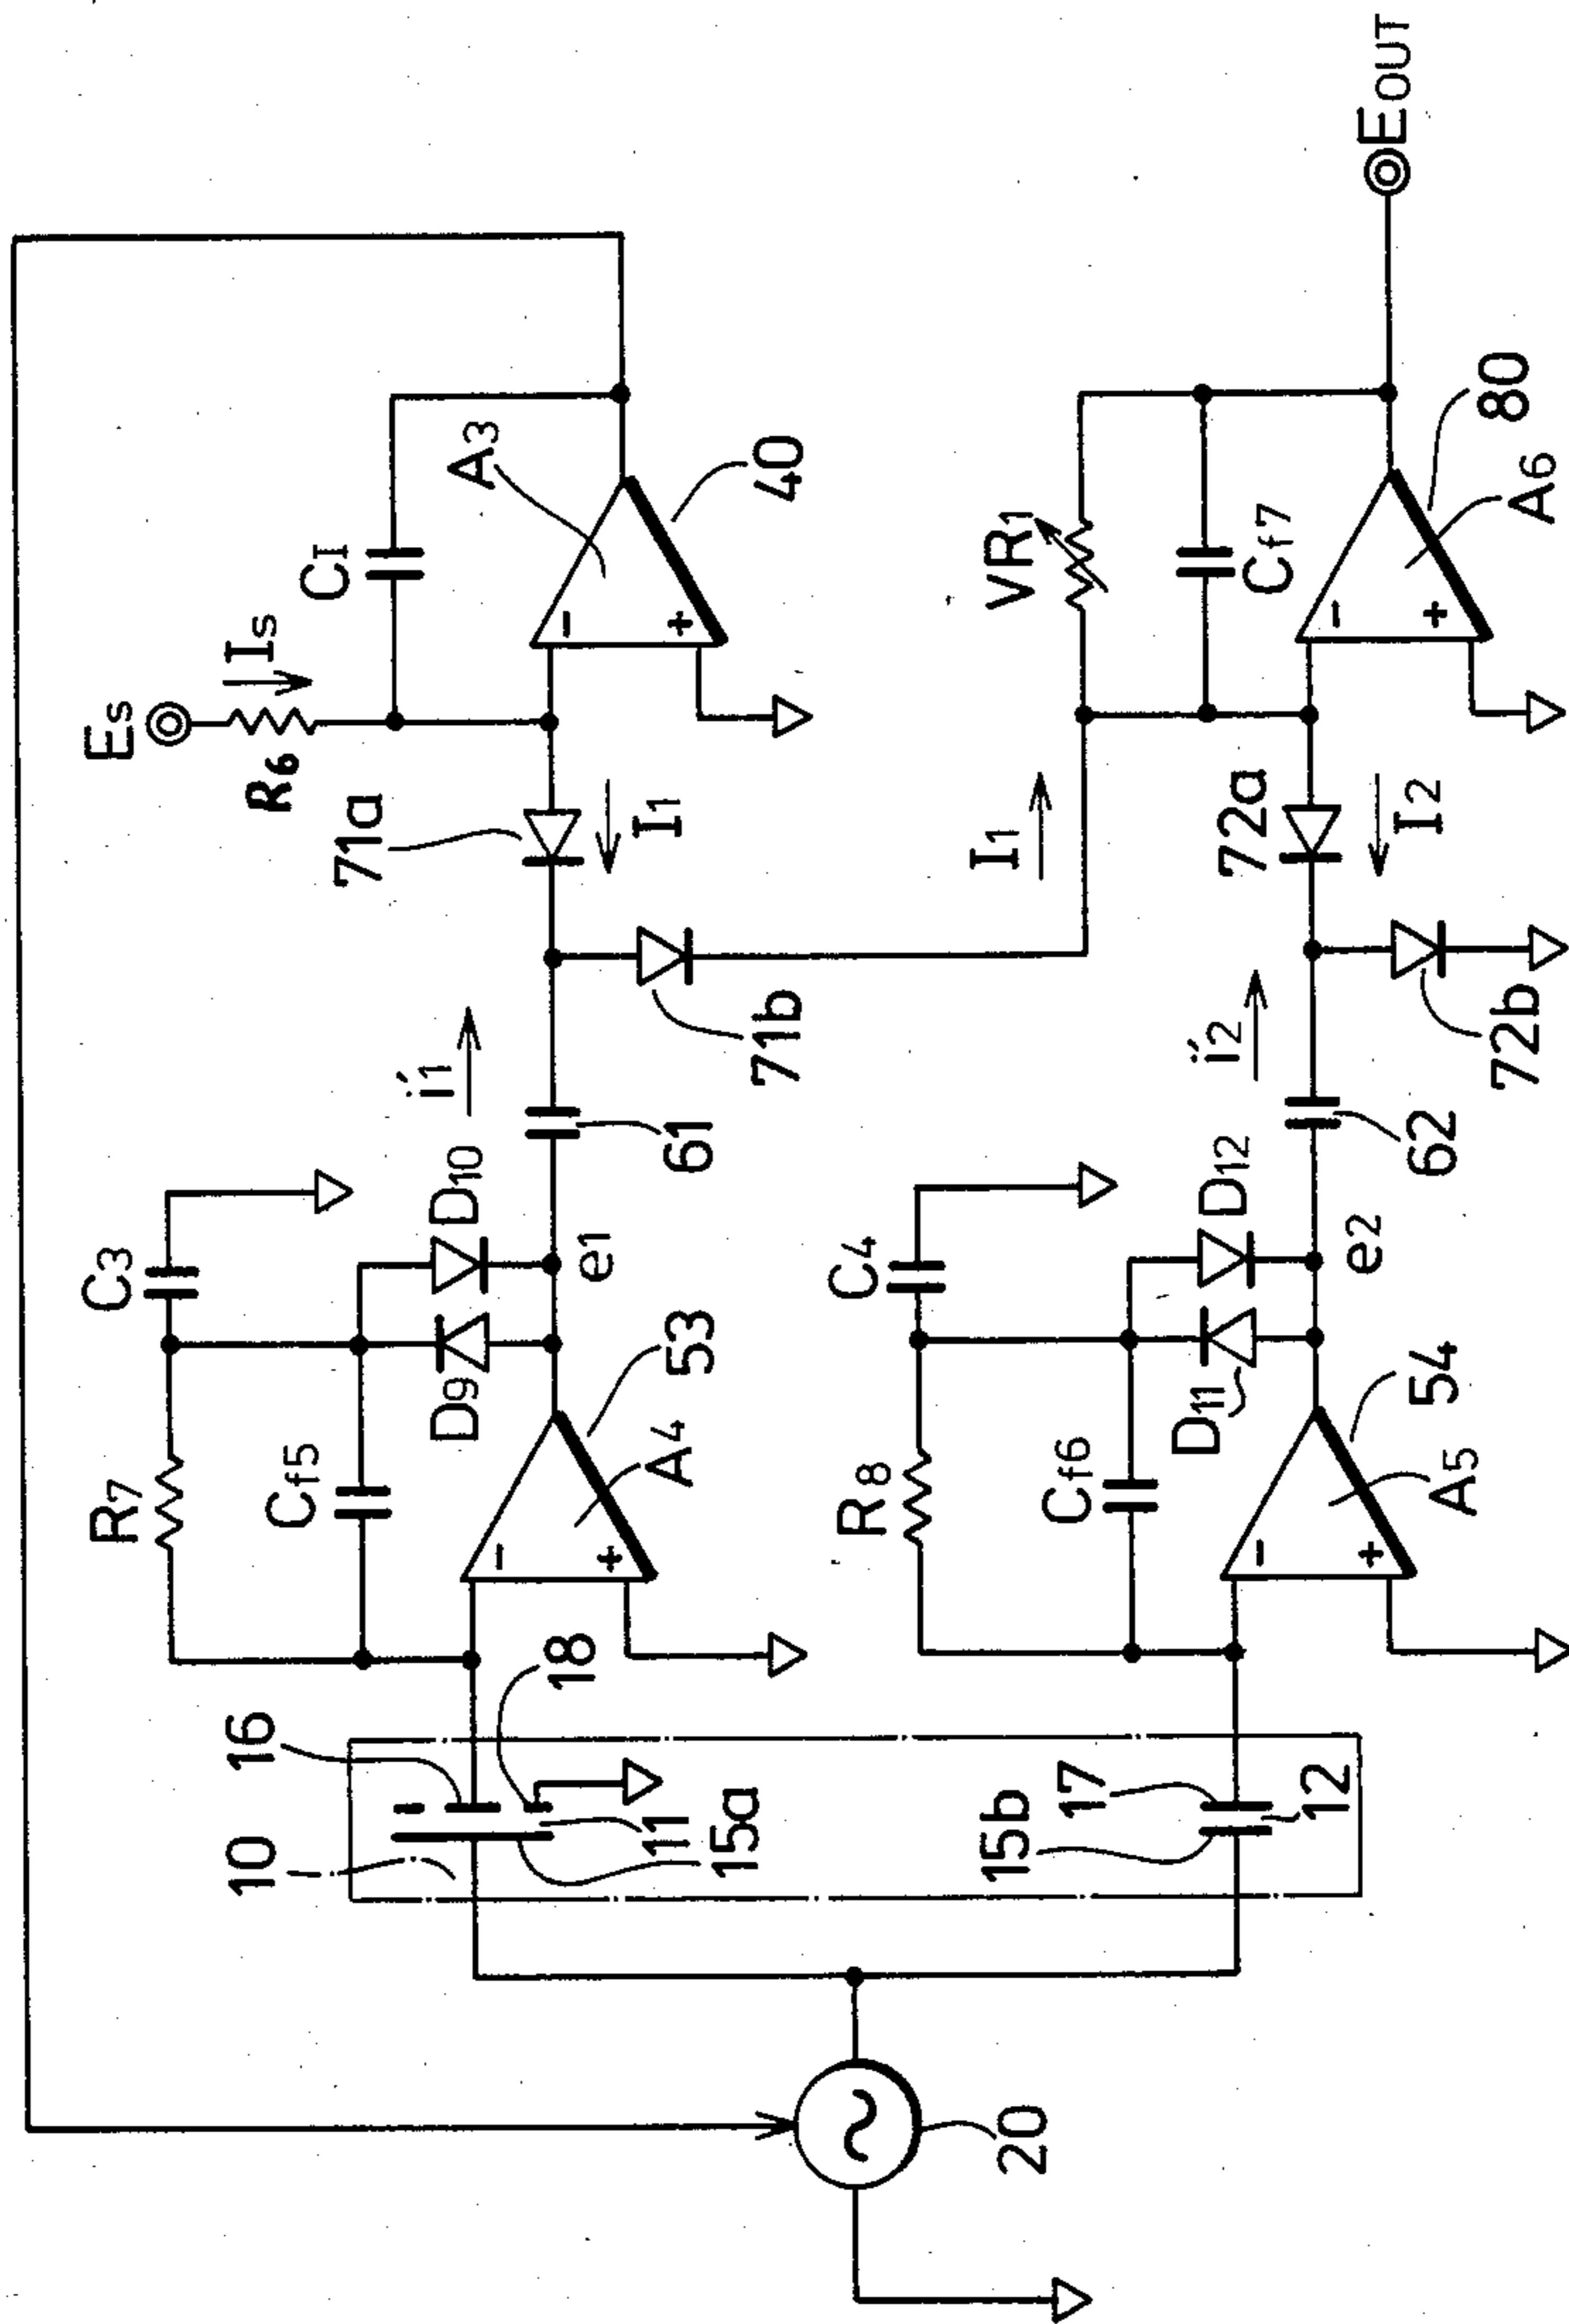 Es
R6
Is
CI
A3
40
71a
I1
71b
i'1
61
C3
D10
e1
D9
53
A4
R7
Cf5
16
18
10
11
15a
20
15b
17
12
R8
Cf6
C4
D12
D11
54
A5
e2
62
i'2
I1
72a
I2
72b
VR1
Cf7
80
A6
EOUT
-
+
-
+
-
+
-
+